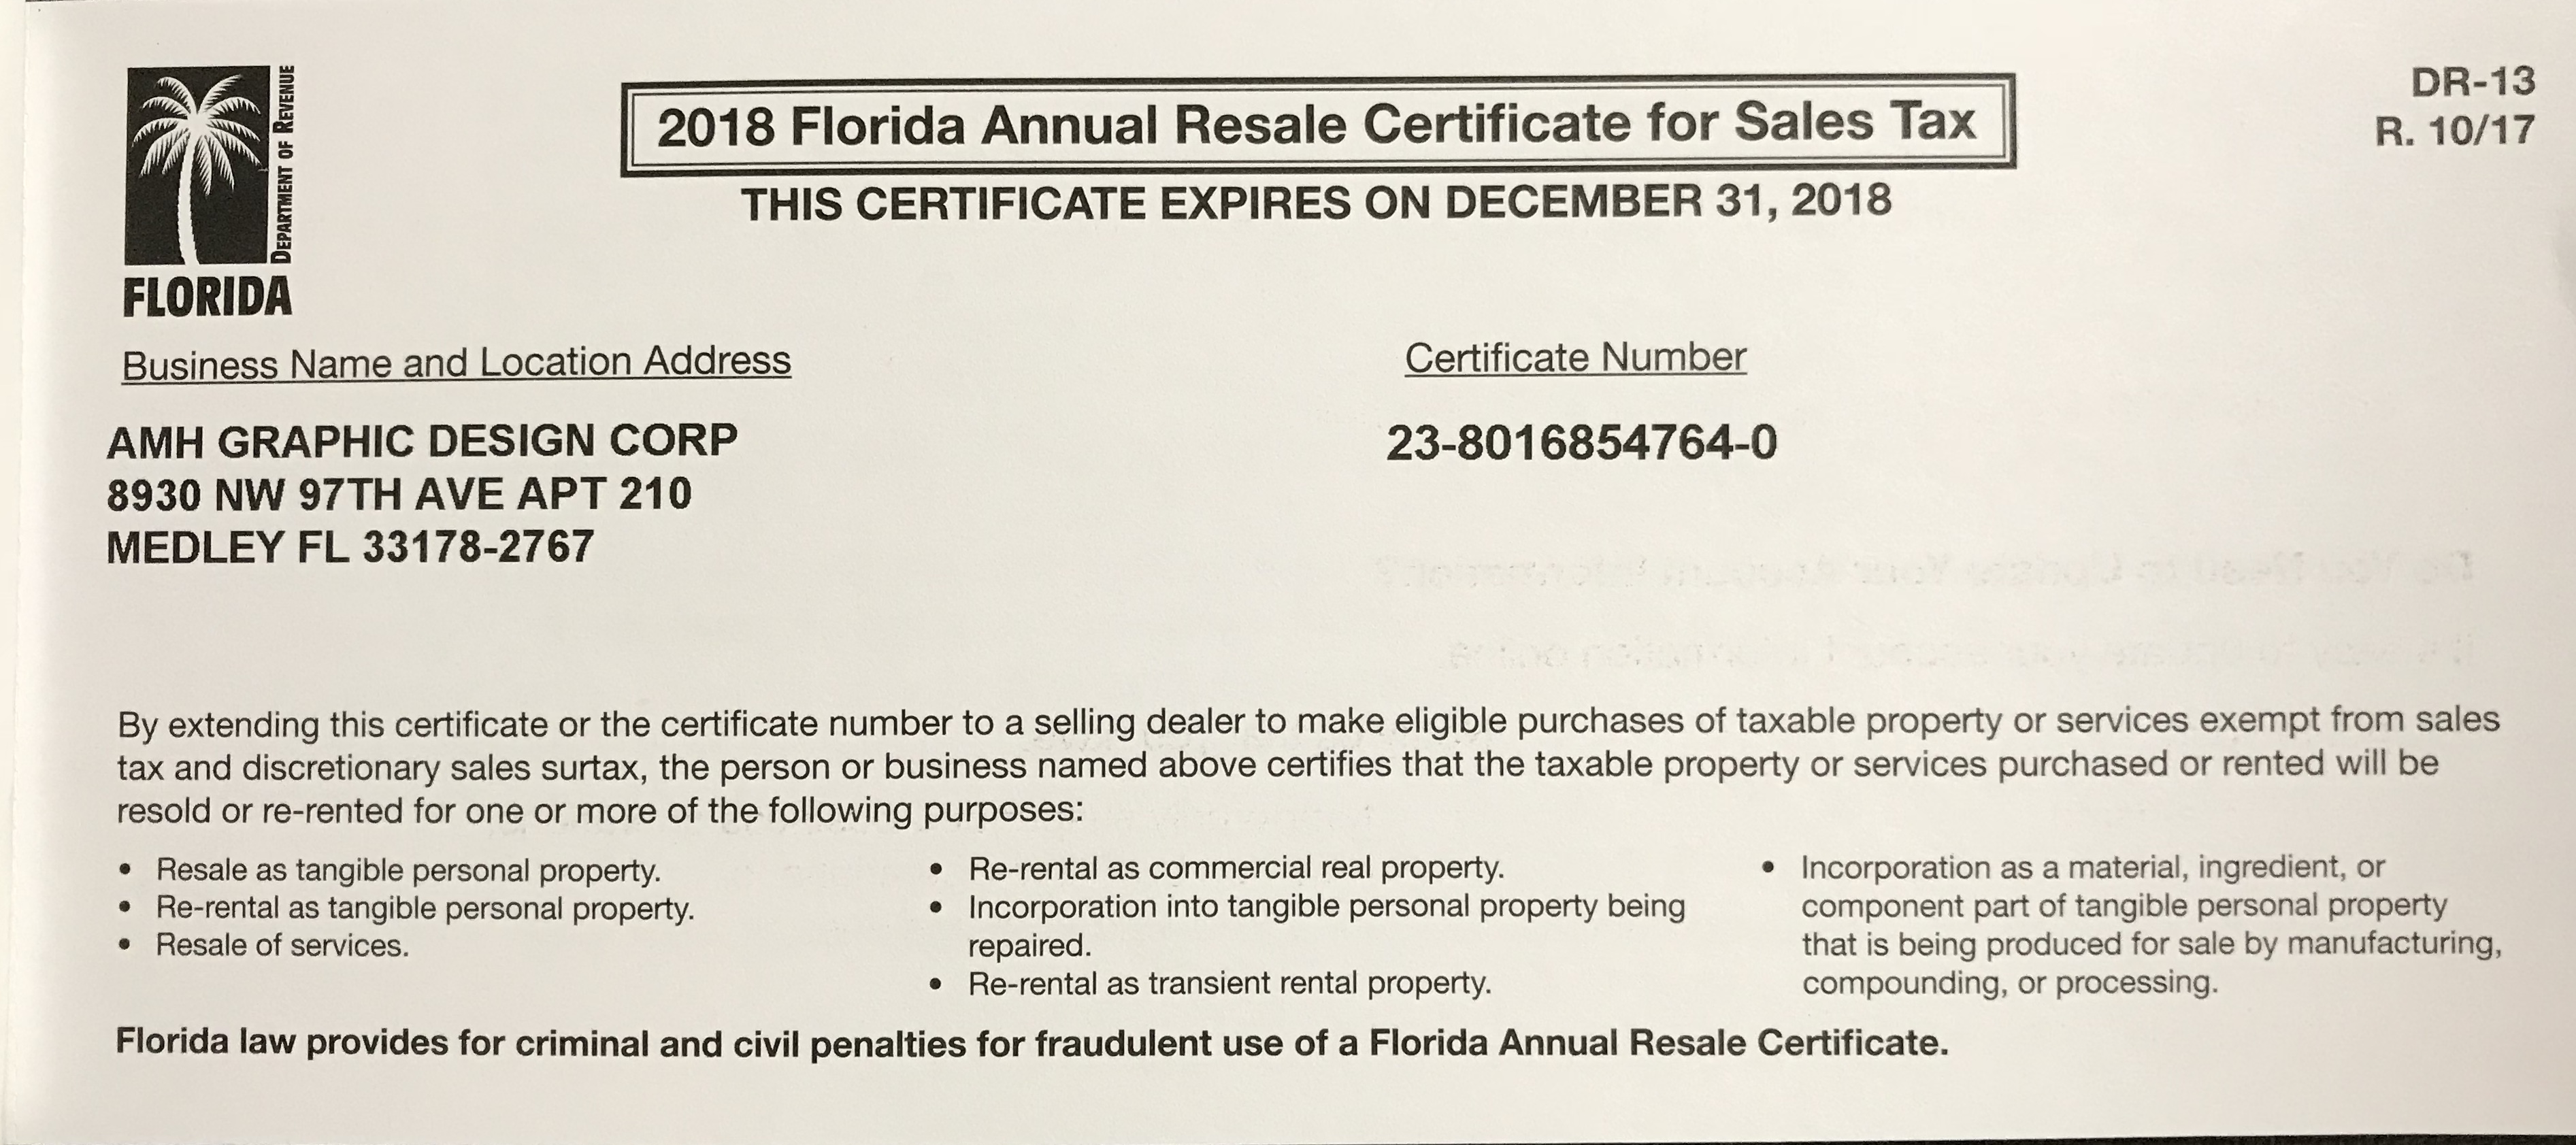 DEPARTMENT OF REVENUE
FLORIDA
2018 Florida Annual Resale Certificate for Sales Tax
THIS CERTIFICATE EXPIRES ON DECEMBER 31, 2018
DR-13
R. 10/17
Business Name and Location Address
AMH GRAPHIC DESIGN CORP
8930 NW 97TH AVE APT 210
MEDLEY FL 33178-2767
Certificate Number
23-8016854764-0
By extending this certificate or the certificate number to a selling dealer to make eligible purchases of taxable property or services exempt from sales
tax and discretionary sales surtax, the person or business named above certifies that the taxable property or services purchased or rented will be
resold or re-rented for one or more of the following purposes:
• Resale as tangible personal property.
• Re-rental as tangible personal property.
• Resale of services.
• Re-rental as commercial real property.
• Incorporation into tangible personal property being
repaired.
• Re-rental as transient rental property.
• Incorporation as a material, ingredient, or
component part of tangible personal property
that is being produced for sale by manufacturing,
compounding, or processing.
Florida law provides for criminal and civil penalties for fraudulent use of a Florida Annual Resale Certificate.